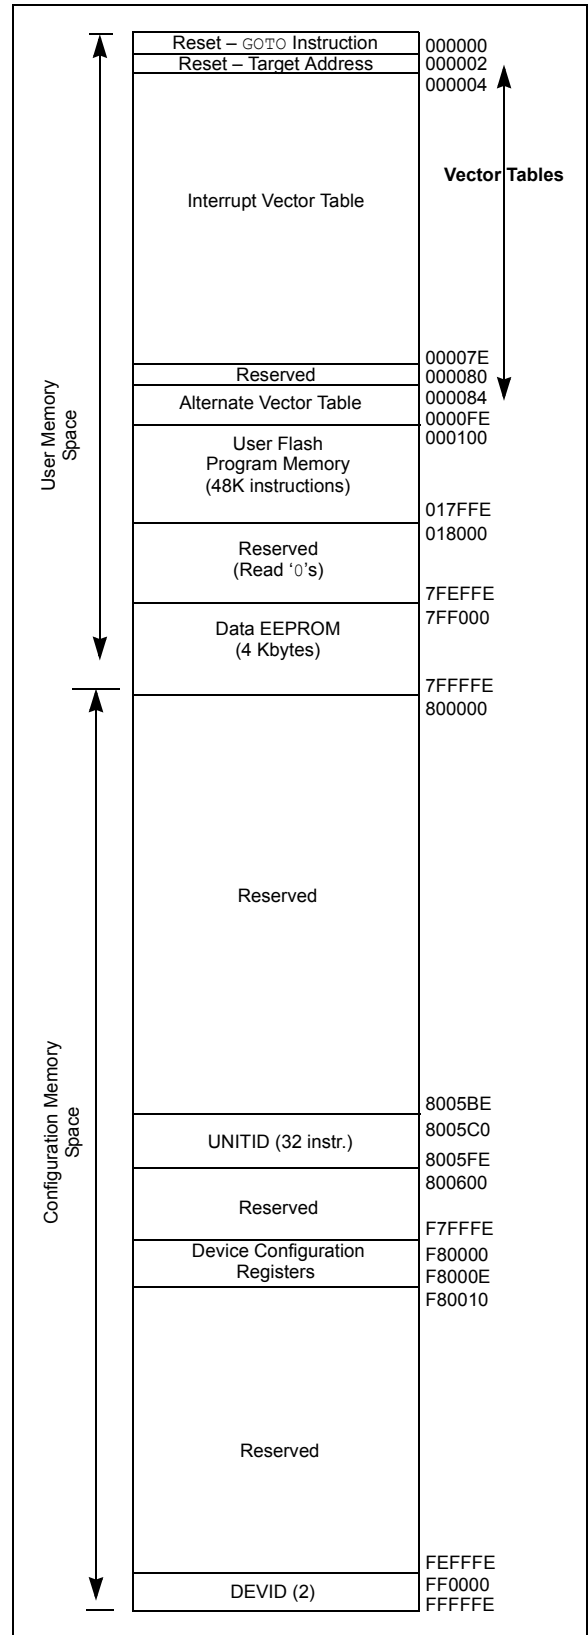 Reset – GOTO Instruction
000000
Reset – Target Address
000002
000004
Vector Tables
Interrupt Vector Table
00007E
Reserved
000080
Alternate Vector Table
000084
0000FE
User Memory
Space
User Flash
Program Memory
(48K instructions)
000100
017FFE
018000
Reserved
(Read ‘0’s)
7FEFFE
7FF000
Data EEPROM
(4 Kbytes)
7FFFFE
800000
Reserved
Configuration Memory
Space
8005BE
UNITID (32 instr.)
8005C0
8005FE
800600
Reserved
F7FFFE
Device Configuration
Registers
F80000
F8000E
F80010
Reserved
FEFFFE
DEVID (2)
FF0000
FFFFFE